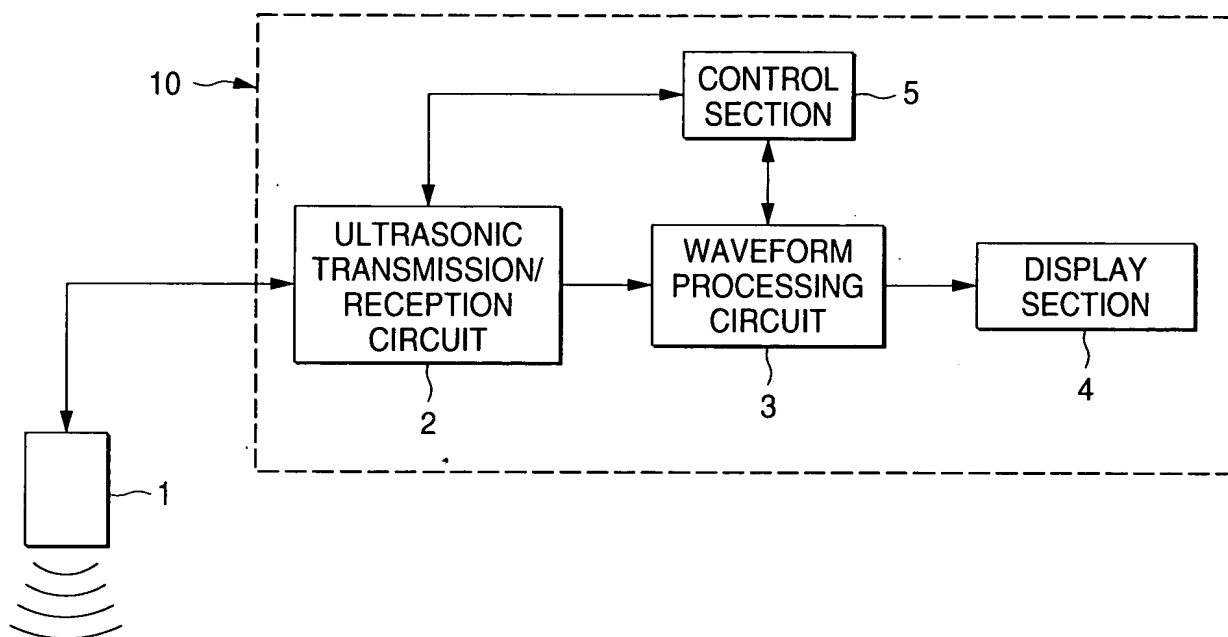 10
CONTROL
SECTION
5
ULTRASONIC
TRANSMISSION/
RECEPTION
CIRCUIT
2
WAVEFORM
PROCESSING
CIRCUIT
3
DISPLAY
SECTION
4
1